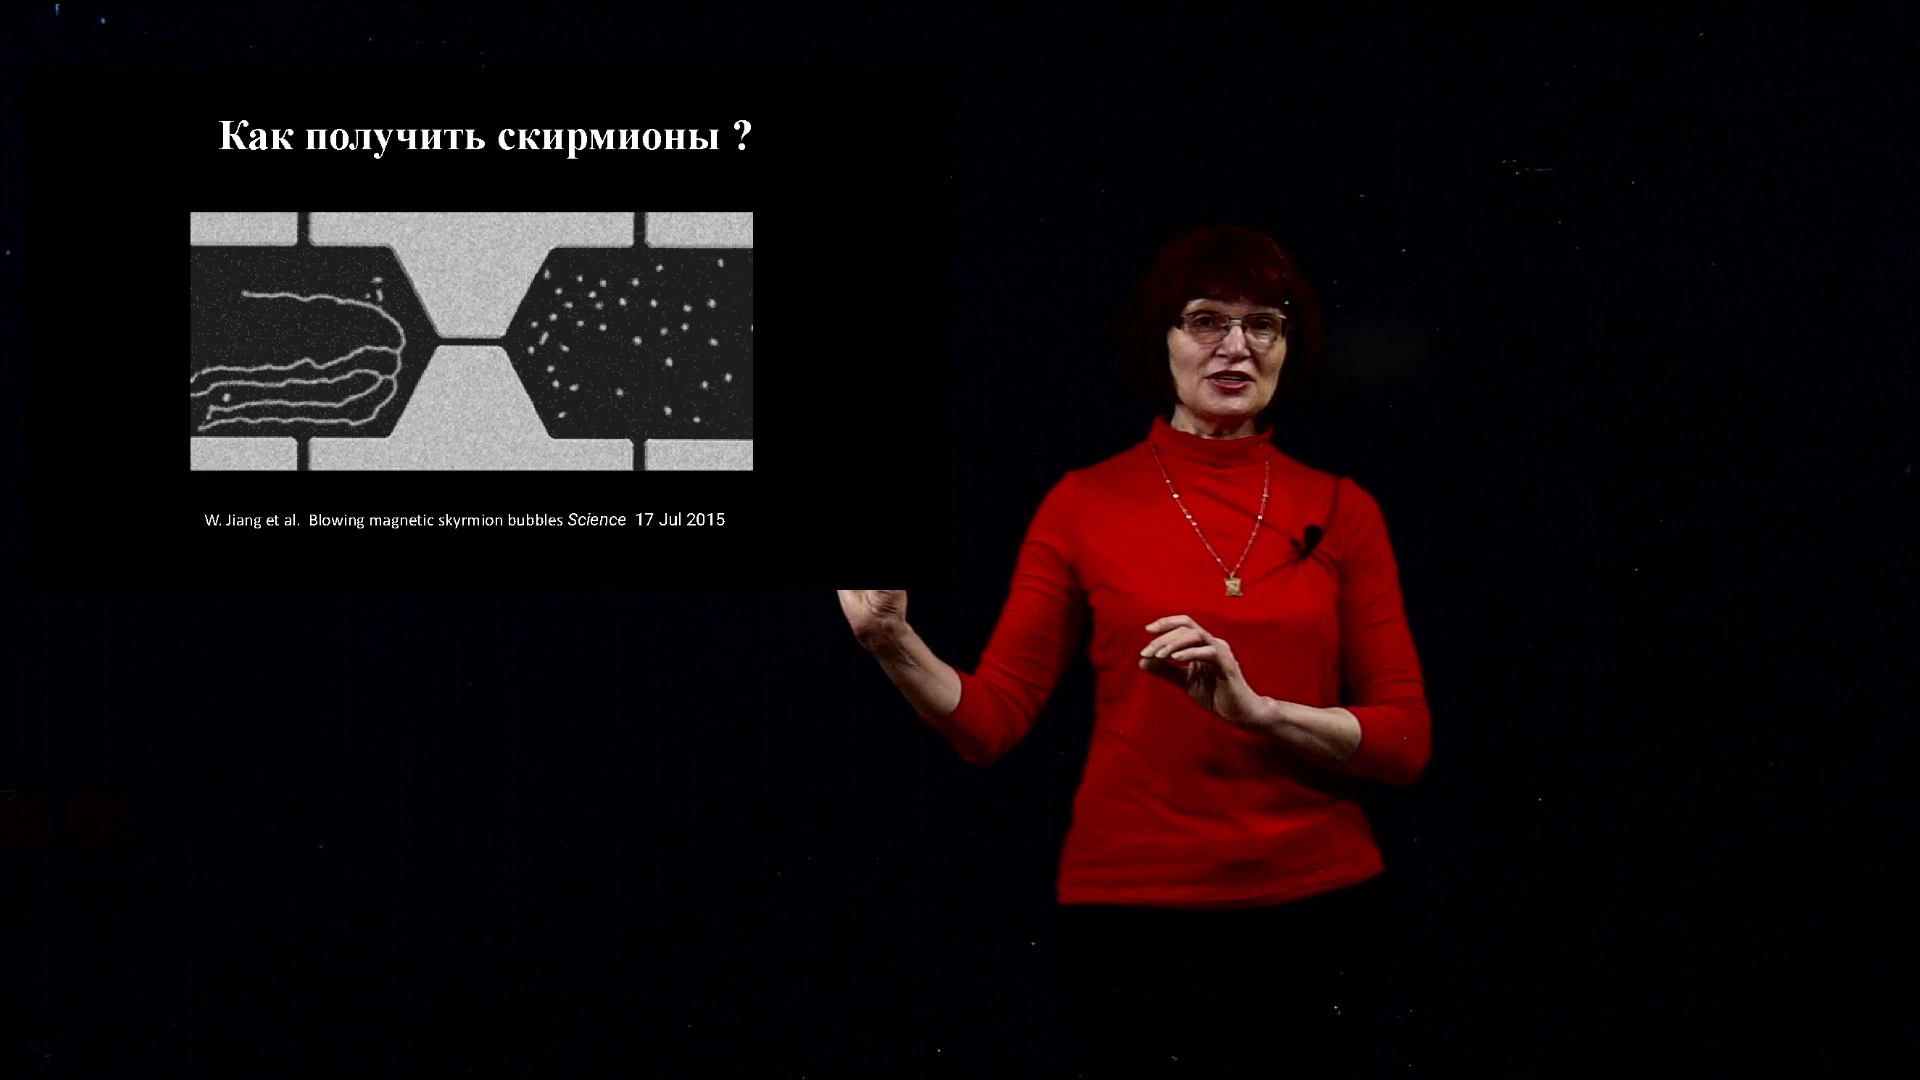 Как получить скирмионы ?
W. Jiang et al. Blowing magnetic skyrmion bubbles Science 17 Jul 2015